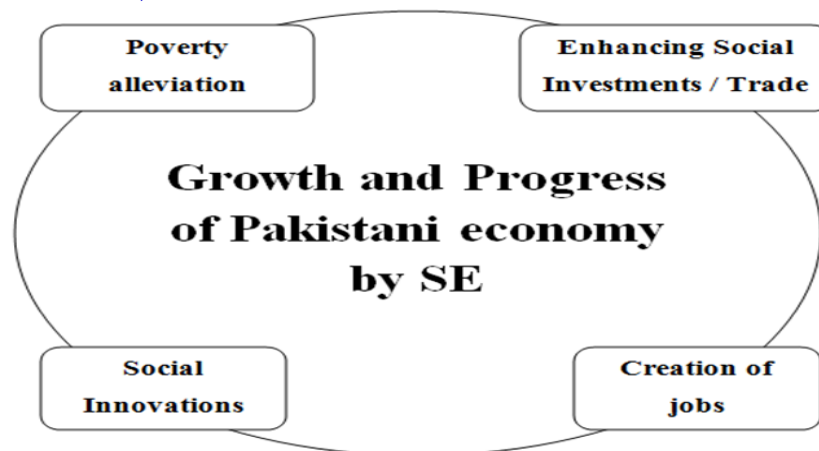 Poverty
alleviation
Enhancing Social
Investments / Trade
Growth and Progress
of Pakistani economy
by SE
Social
Innovations
Creation of
jobs